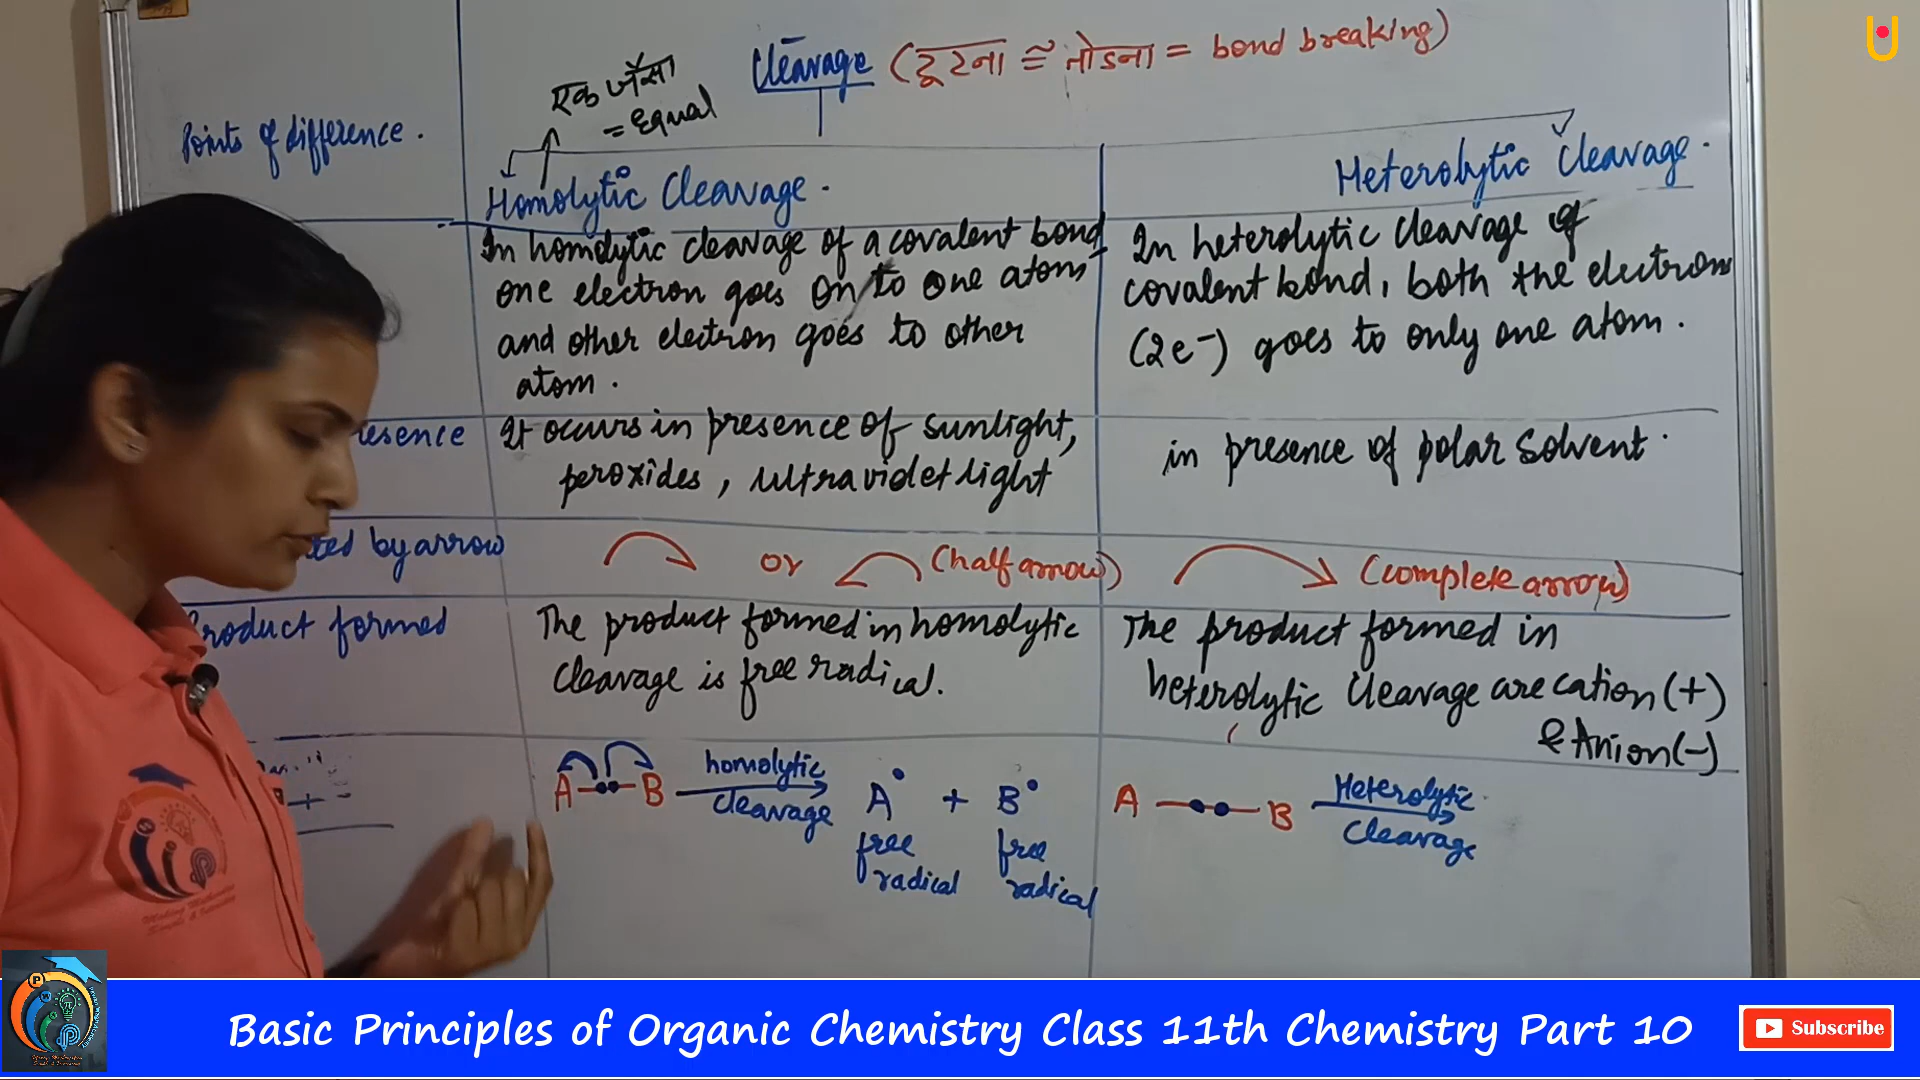 Cleavage (टूटना ≅ तोडना = bond breaking)
एक जैसा
= Equal
Points of difference.
Homolytic Cleavage.
Heterolytic Cleavage.
In homolytic cleavage of a covalent bond
one electron goes on to one atom
and other electron goes to other
atom.
In heterolytic cleavage of
covalent bond, both the electrons
(2e-) goes to only one atom.
esence
It occurs in presence of sunlight,
peroxides, ultraviolet light
in presence of polar solvent.
ted by arrow
or
(half arrow)
(complete arrow)
Product formed
The product formed in homolytic
cleavage is free radical.
The product formed in
heterolytic cleavage are cation (+)
& Anion (-)
A B homolytic cleavage A• + B•
free radical
free radical
A B Heterolytic
Cleavage
Basic Principles of Organic Chemistry Class 11th Chemistry Part 10
Subscribe